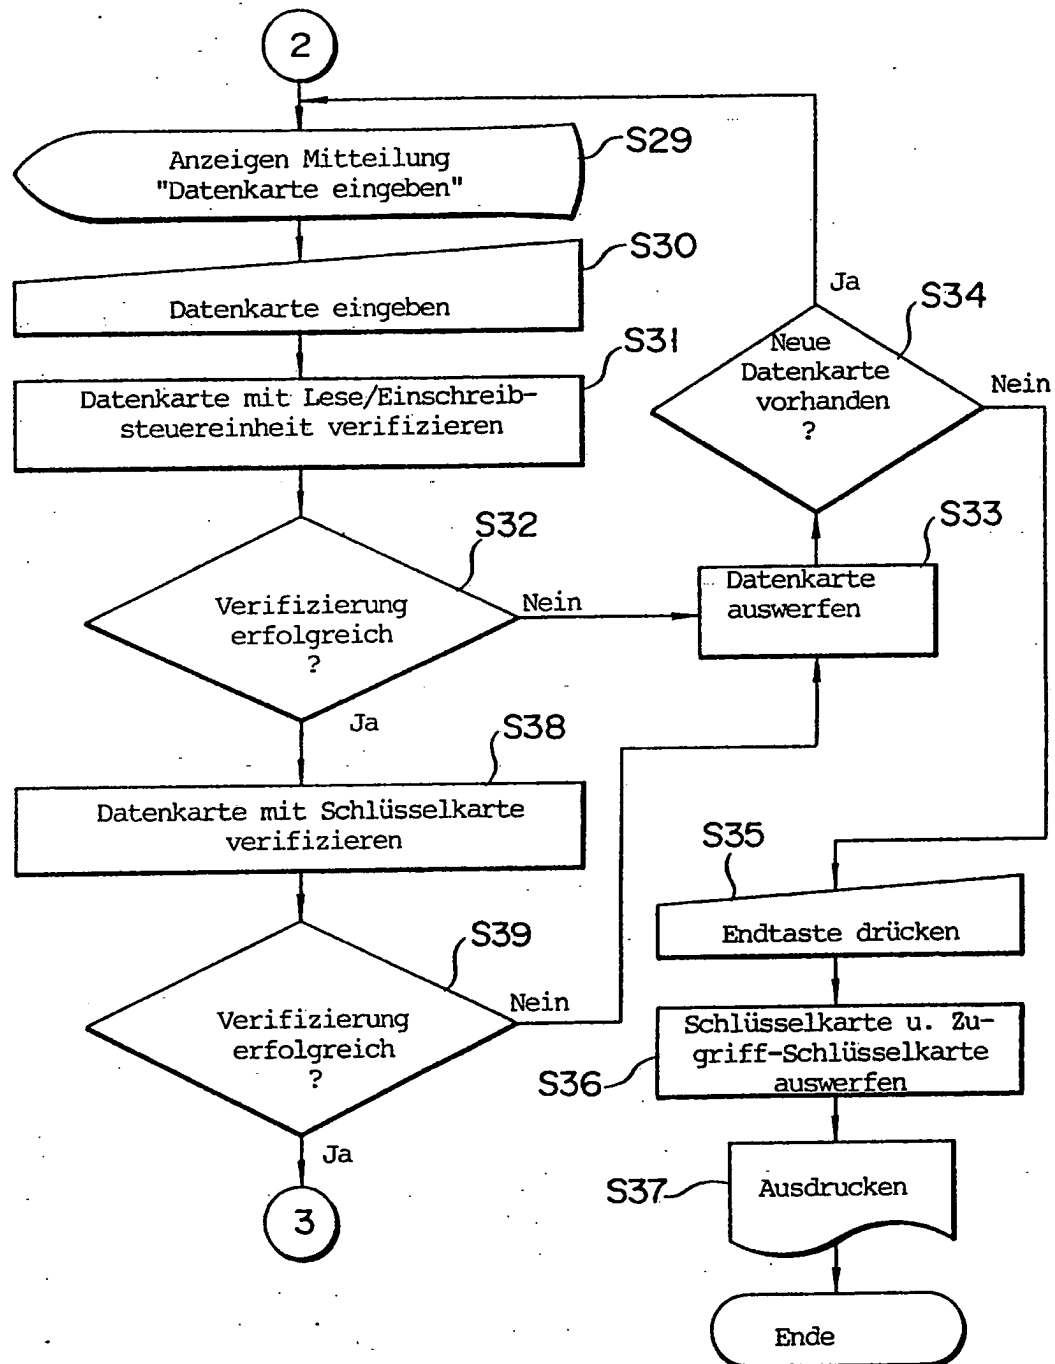 2
Anzeigen Mitteilung
"Datenkarte eingeben"
S29
S30
Datenkarte eingeben
S31
Datenkarte mit Lese/Einschreib-
steuereinheit verifizieren
S32
Verifizierung
erfolgreich
?
Nein
Ja
S38
Datenkarte mit Schlüsselkarte
verifizieren
S39
Verifizierung
erfolgreich
?
Nein
Ja
3
Ja
S34
Neue
Datenkarte
vorhanden
?
Nein
S33
Datenkarte
auswerfen
S35
Endtaste drücken
Schlüsselkarte u. Zu-
griff-Schlüsselkarte
auswerfen
S36
S37
Ausdrucken
Ende